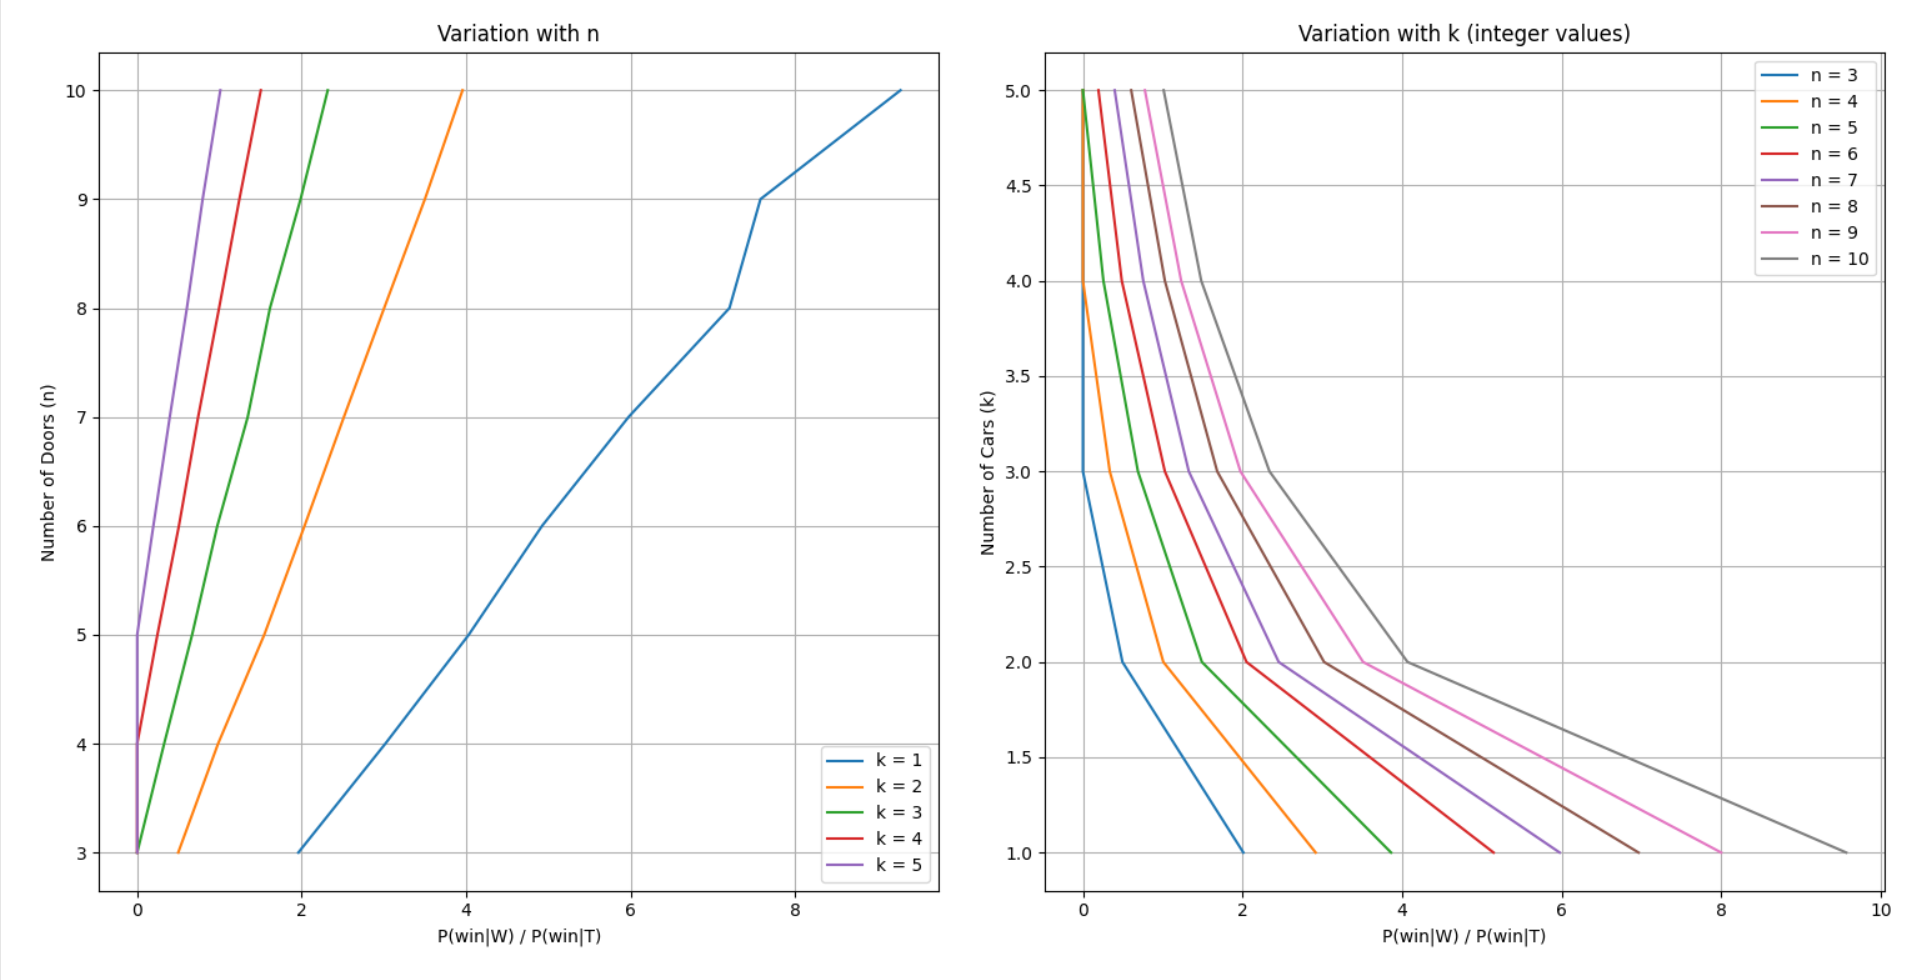 Variation with n
Number of Doors (n)
10
9
8
7
6
5
4
3
0 2 4 6 8
P(win|W) / P(win|T)
k = 1
k = 2
k = 3
k = 4
k = 5
Variation with k (integer values)
Number of Cars (k)
5.0
4.5
4.0
3.5
3.0
2.5
2.0
1.5
1.0
0 2 4 6 8 10
P(win|W) / P(win|T)
n = 3
n = 4
n = 5
n = 6
n = 7
n = 8
n = 9
n = 10